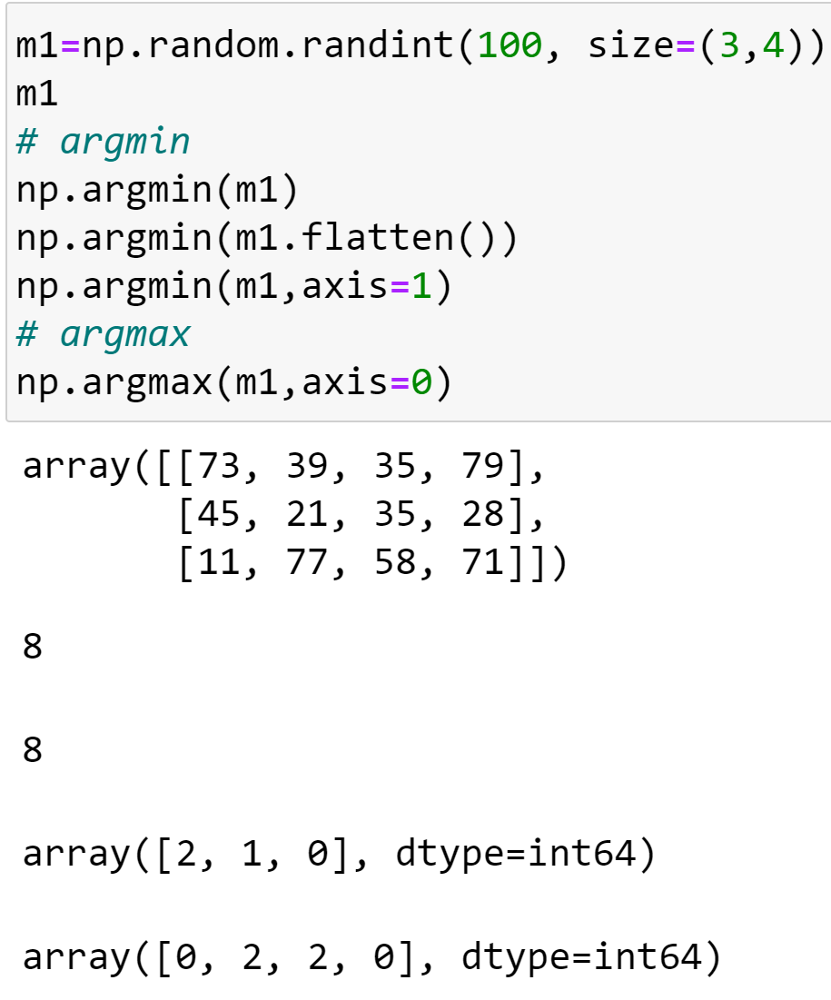 m1=np.random.randint(100, size=(3,4))
m1
# argmin
np.argmin(m1)
np.argmin(m1.flatten())
np.argmin(m1,axis=1)
# argmax
np.argmax(m1,axis=0)
array([[73, 39, 35, 79],
       [45, 21, 35, 28],
       [11, 77, 58, 71]])
8
8
array([2, 1, 0], dtype=int64)
array([0, 2, 2, 0], dtype=int64)